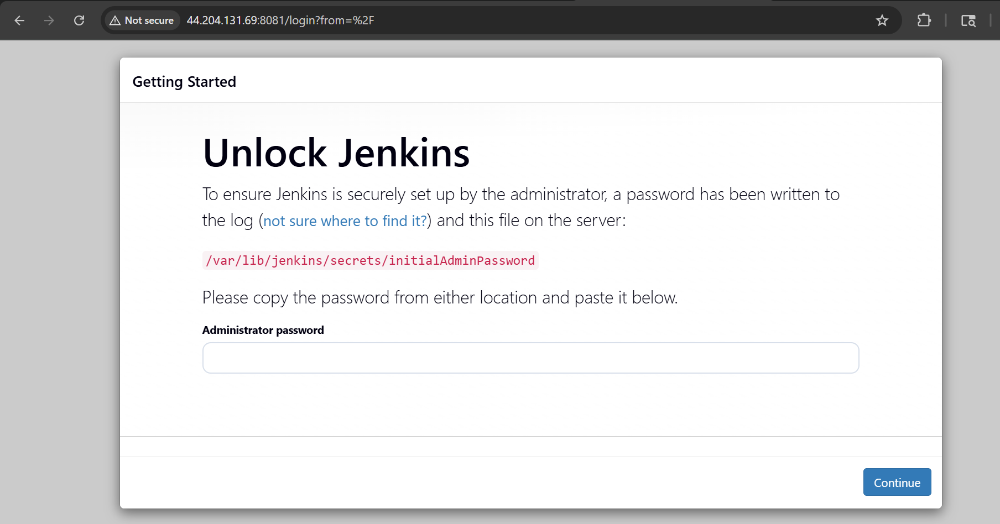 Not secure 44.204.131.69:8081/login?from=%2F
Getting Started
Unlock Jenkins
To ensure Jenkins is securely set up by the administrator, a password has been written to
the log (not sure where to find it?) and this file on the server:
/var/lib/jenkins/secrets/initialAdminPassword
Please copy the password from either location and paste it below.
Administrator password
Continue